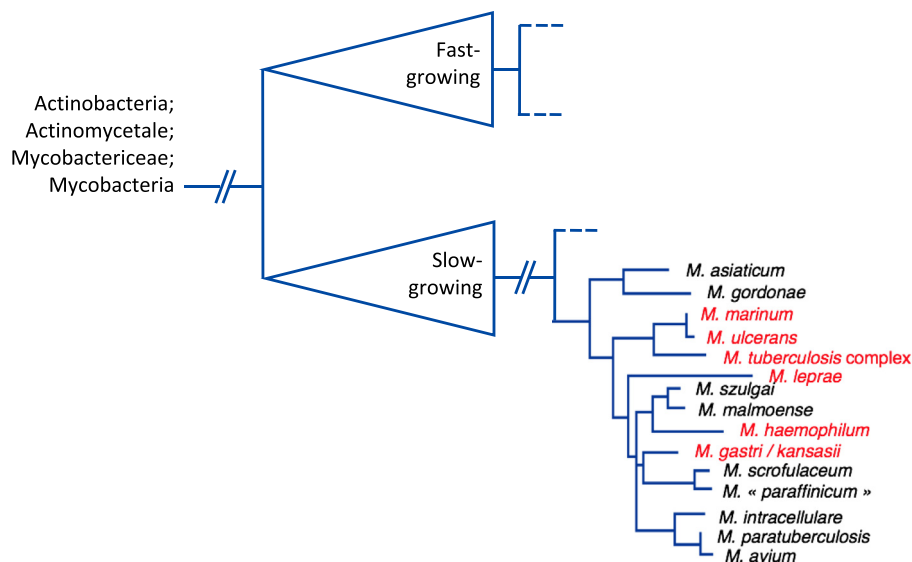 Fast-
growing
Actinobacteria;
Actinomycetale;
Mycobactericeae;
Mycobacteria
Slow-
growing
M. asiaticum
M. gordonae
M. marinum
M. ulcerans
M. tuberculosis complex
M. leprae
M. szulgai
M. malmoense
M. haemophilum
M. gastri / kansasii
M. scrofulaceum
M. « paraffinicum »
M. intracellulare
M. paratuberculosis
M. avium